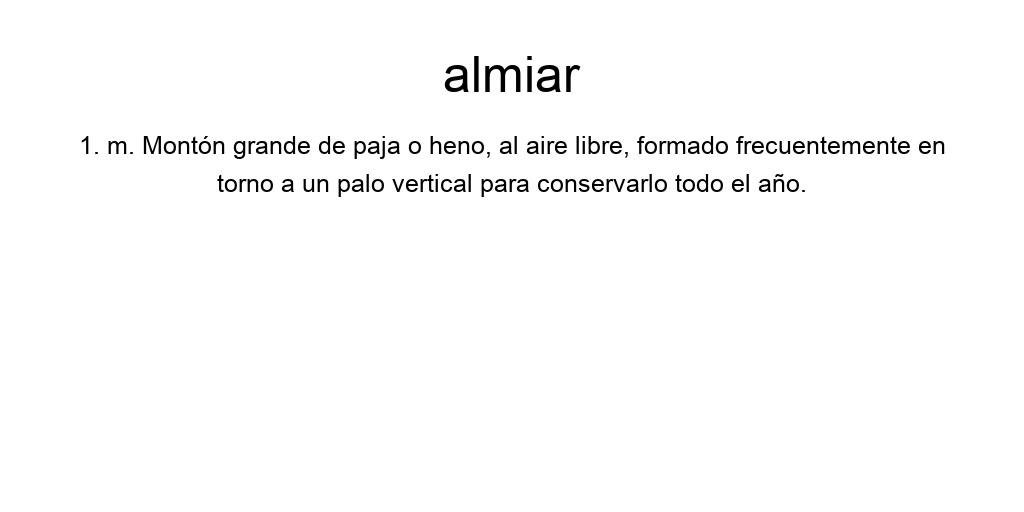 almiar
1. m. Montón grande de paja o heno, al aire libre, formado frecuentemente en
torno a un palo vertical para conservarlo todo el año.